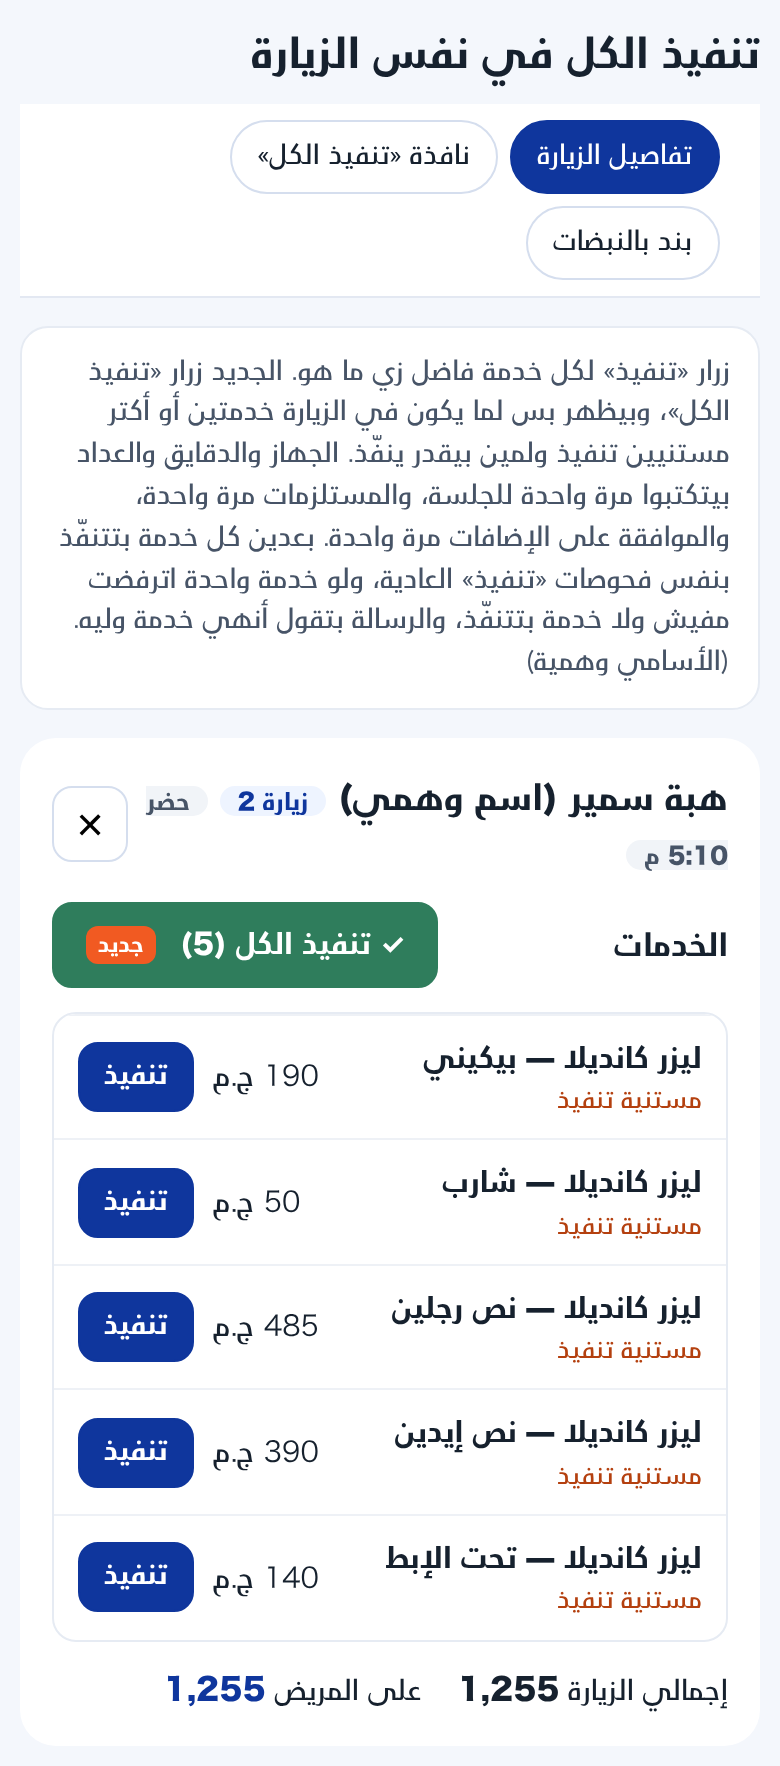 تنفيذ الكل في نفس الزيارة
تفاصيل الزيارة
نافذة «تنفيذ الكل»
بند بالنبضات
زرار «تنفيذ» لكل خدمة فاضل زي ما هو. الجديد زرار «تنفيذ
الكل»، وبيظهر بس لما يكون في الزيارة خدمتين أو أكتر
مستنيين تنفيذ ولمين بيقدر ينفّذ. الجهاز والدقايق والعداد
بيتكتبوا مرة واحدة للجلسة، والمستلزمات مرة واحدة،
والموافقة على الإضافات مرة واحدة. بعدين كل خدمة بتتنفّذ
بنفس فحوصات «تنفيذ» العادية، ولو خدمة واحدة اترفضت
مفيش ولا خدمة بتتنفّذ، والرسالة بتقول أنهي خدمة وليه.
(الأسامي وهمية)
هبة سمير (اسم وهمي) زيارة 2 حضر
5:10 م
✕
الخدمات
✓ تنفيذ الكل (5) جديد
ليزر كانديلا — بيكيني
مستنية تنفيذ
190 ج.م
تنفيذ
ليزر كانديلا — شارب
مستنية تنفيذ
50 ج.م
تنفيذ
ليزر كانديلا — نص رجلين
مستنية تنفيذ
485 ج.م
تنفيذ
ليزر كانديلا — نص إيدين
مستنية تنفيذ
390 ج.م
تنفيذ
ليزر كانديلا — تحت الإبط
مستنية تنفيذ
140 ج.م
تنفيذ
إجمالي الزيارة 1,255 على المريض 1,255